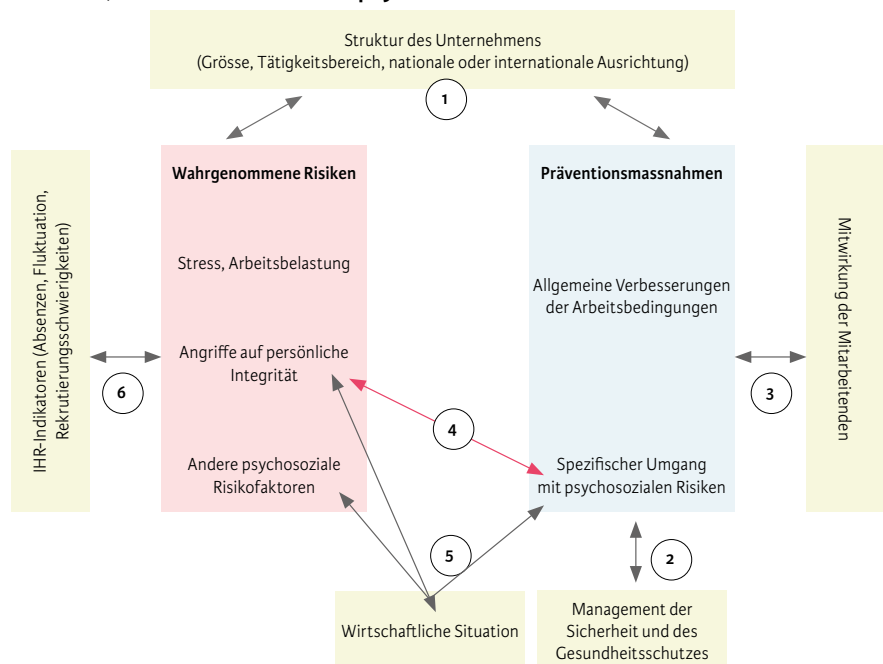 Struktur des Unternehmens
(Grösse, Tätigkeitsbereich, nationale oder internationale Ausrichtung)
1
Wahrgenommene Risiken
Stress, Arbeitsbelastung
Angriffe auf persönliche
Integrität
Andere psychosoziale
Risikofaktoren
Präventionsmassnahmen
Allgemeine Verbesserungen
der Arbeitsbedingungen
Spezifischer Umgang
mit psychosozialen Risiken
IHR-Indikatoren (Absenzen, Fluktuation,
Rekrutierungsschwierigkeiten)
6
4
3
Mitwirkung der Mitarbeitenden
5
2
Wirtschaftliche Situation
Management der
Sicherheit und des
Gesundheitsschutzes